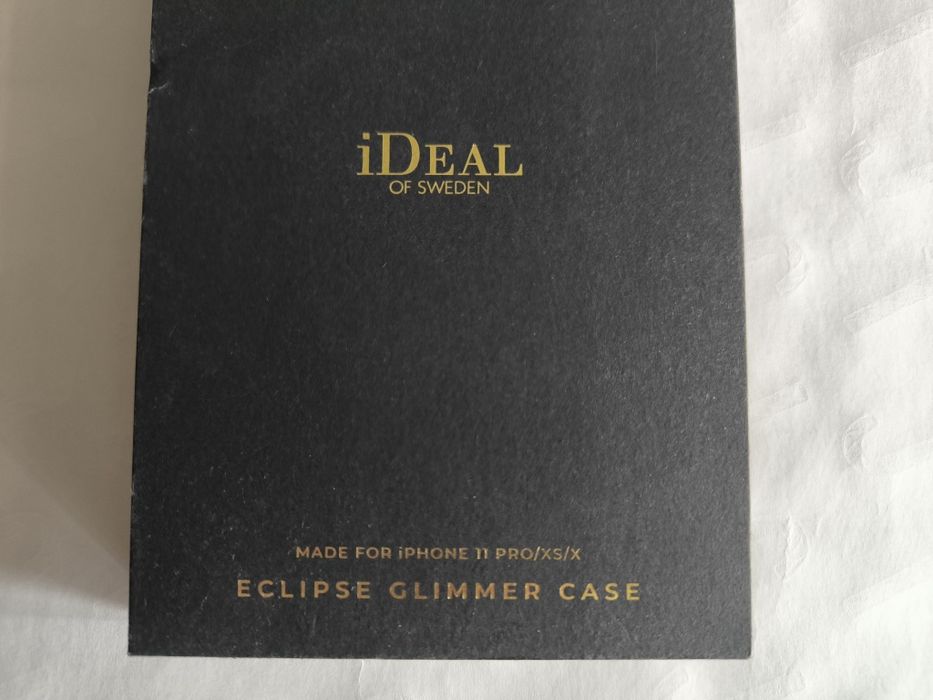 iDEAL
OF SWEDEN
MADE FOR iPHONE 11 PRO/XS/X
ECLIPSE GLIMMER CASE